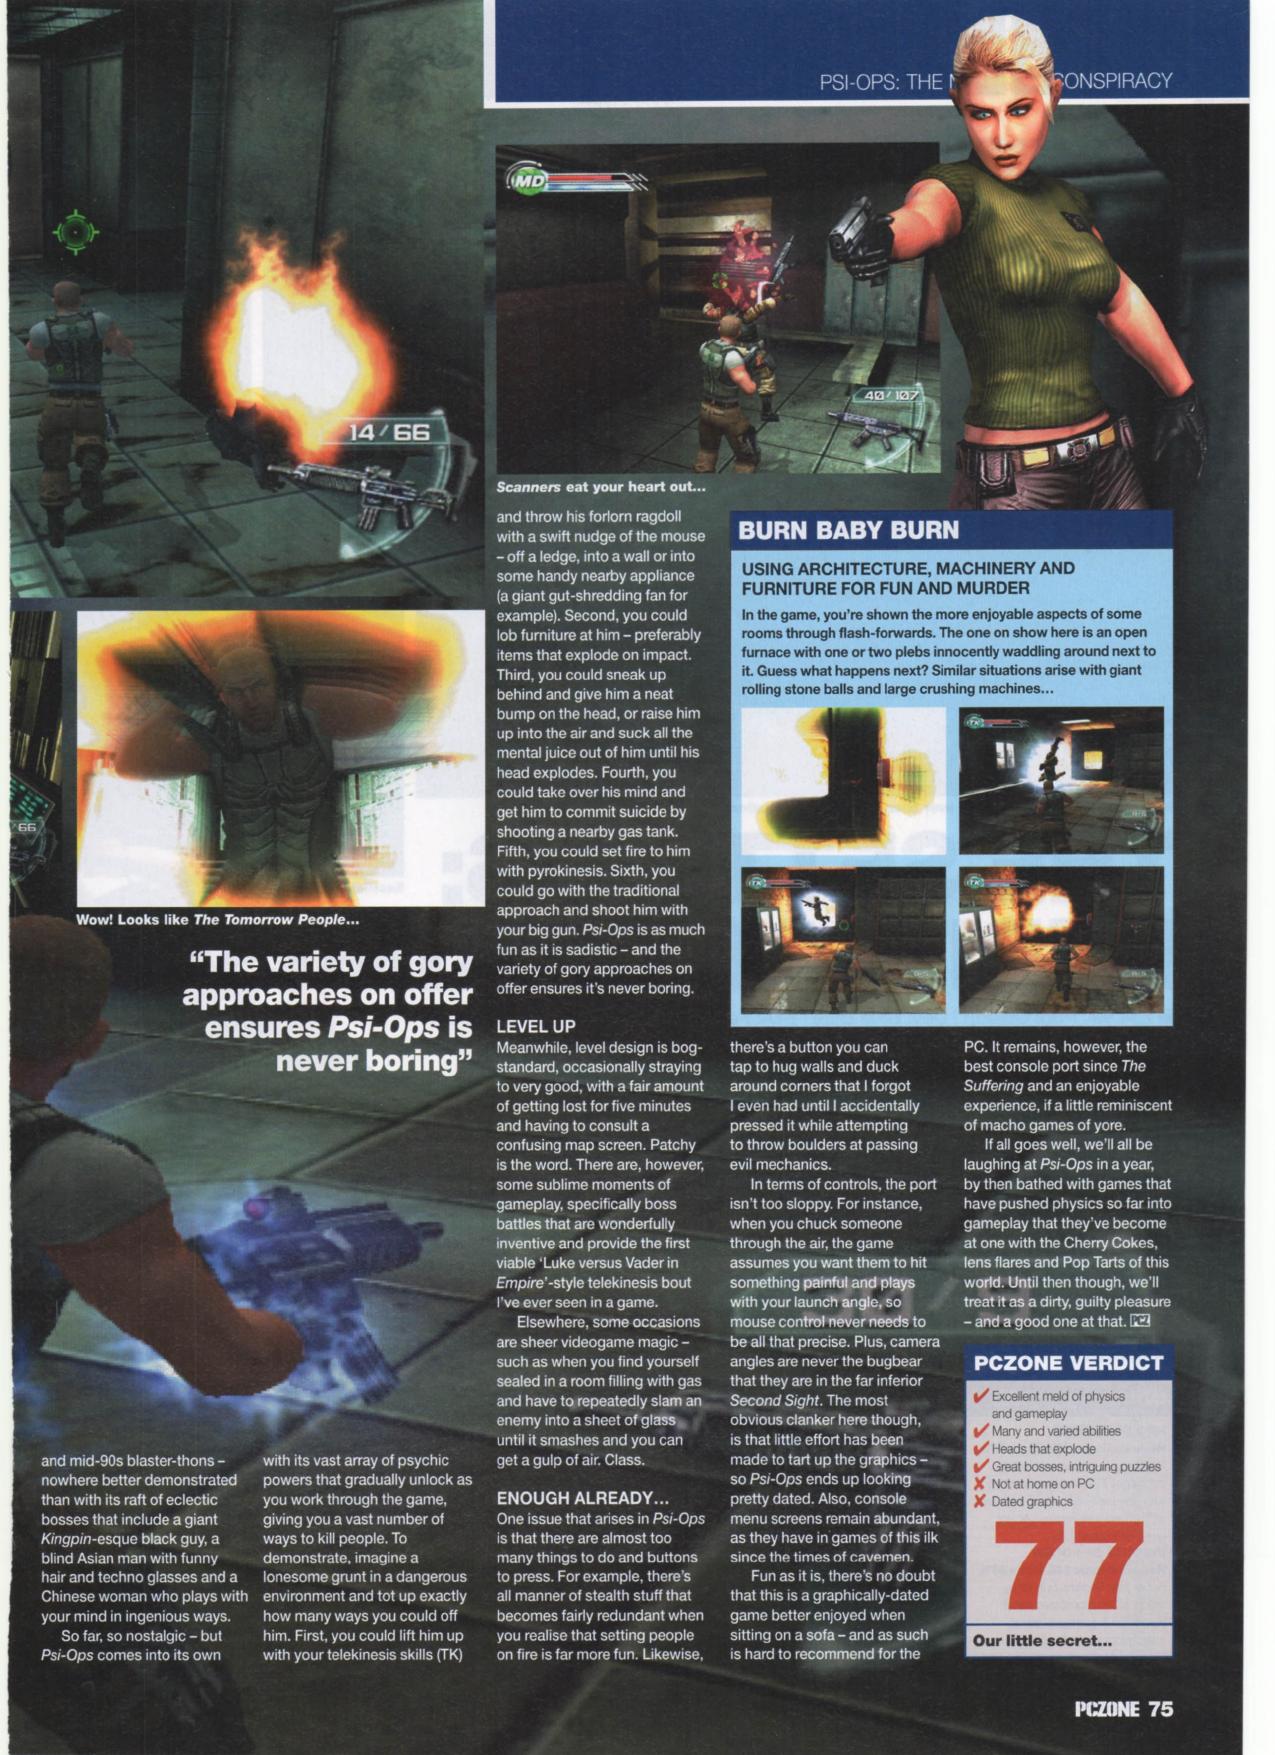 PSI-OPS: THE M
CONSPIRACY
14/66
MD
40/107
Scanners eat your heart out...
66
Wow! Looks like The Tomorrow People...
“The variety of gory
approaches on offer
ensures Psi-Ops is
never boring”
and mid-90s blaster-thons –
nowhere better demonstrated
than with its raft of eclectic
bosses that include a giant
Kingpin-esque black guy, a
blind Asian man with funny
hair and techno glasses and a
Chinese woman who plays with
your mind in ingenious ways.
So far, so nostalgic – but
Psi-Ops comes into its own
with its vast array of psychic
powers that gradually unlock as
you work through the game,
giving you a vast number of
ways to kill people. To
demonstrate, imagine a
lonesome grunt in a dangerous
environment and tot up exactly
how many ways you could off
him. First, you could lift him up
with your telekinesis skills (TK)
and throw his forlorn ragdoll
with a swift nudge of the mouse
– off a ledge, into a wall or into
some handy nearby appliance
(a giant gut-shredding fan for
example). Second, you could
lob furniture at him – preferably
items that explode on impact.
Third, you could sneak up
behind and give him a neat
bump on the head, or raise him
up into the air and suck all the
mental juice out of him until his
head explodes. Fourth, you
could take over his mind and
get him to commit suicide by
shooting a nearby gas tank.
Fifth, you could set fire to him
with pyrokinesis. Sixth, you
could go with the traditional
approach and shoot him with
your big gun. Psi-Ops is as much
fun as it is sadistic – and the
variety of gory approaches on
offer ensures it's never boring.
LEVEL UP
Meanwhile, level design is bog-
standard, occasionally straying
to very good, with a fair amount
of getting lost for five minutes
and having to consult a
confusing map screen. Patchy
is the word. There are, however,
some sublime moments of
gameplay, specifically boss
battles that are wonderfully
inventive and provide the first
viable ‘Luke versus Vader in
Empire’-style telekinesis bout
I've ever seen in a game.
Elsewhere, some occasions
are sheer videogame magic –
such as when you find yourself
sealed in a room filling with gas
and have to repeatedly slam an
enemy into a sheet of glass
until it smashes and you can
get a gulp of air. Class.
ENOUGH ALREADY...
One issue that arises in Psi-Ops
is that there are almost too
many things to do and buttons
to press. For example, there's
all manner of stealth stuff that
becomes fairly redundant when
you realise that setting people
on fire is far more fun. Likewise,
BURN BABY BURN
USING ARCHITECTURE, MACHINERY AND
FURNITURE FOR FUN AND MURDER
In the game, you're shown the more enjoyable aspects of some
rooms through flash-forwards. The one on show here is an open
furnace with one or two plebs innocently waddling around next to
it. Guess what happens next? Similar situations arise with giant
rolling stone balls and large crushing machines...
TK
TK
TK
there's a button you can
tap to hug walls and duck
around corners that I forgot
I even had until I accidentally
pressed it while attempting
to throw boulders at passing
evil mechanics.
In terms of controls, the port
isn't too sloppy. For instance,
when you chuck someone
through the air, the game
assumes you want them to hit
something painful and plays
with your launch angle, so
mouse control never needs to
be all that precise. Plus, camera
angles are never the bugbear
that they are in the far inferior
Second Sight. The most
obvious clanker here though,
is that little effort has been
made to tart up the graphics –
so Psi-Ops ends up looking
pretty dated. Also, console
menu screens remain abundant,
as they have in games of this ilk
since the times of cavemen.
Fun as it is, there's no doubt
that this is a graphically-dated
game better enjoyed when
sitting on a sofa – and as such
is hard to recommend for the
PC. It remains, however, the
best console port since The
Suffering and an enjoyable
experience, if a little reminiscent
of macho games of yore.
If all goes well, we'll all be
laughing at Psi-Ops in a year,
by then bathed with games that
have pushed physics so far into
gameplay that they've become
at one with the Cherry Cokes,
lens flares and Pop Tarts of this
world. Until then though, we'll
treat it as a dirty, guilty pleasure
– and a good one at that. PCZ
PCZONE VERDICT
✓ Excellent meld of physics
and gameplay
✓ Many and varied abilities
✓ Heads that explode
✓ Great bosses, intriguing puzzles
✗ Not at home on PC
✗ Dated graphics
77
Our little secret...
PCZONE 75